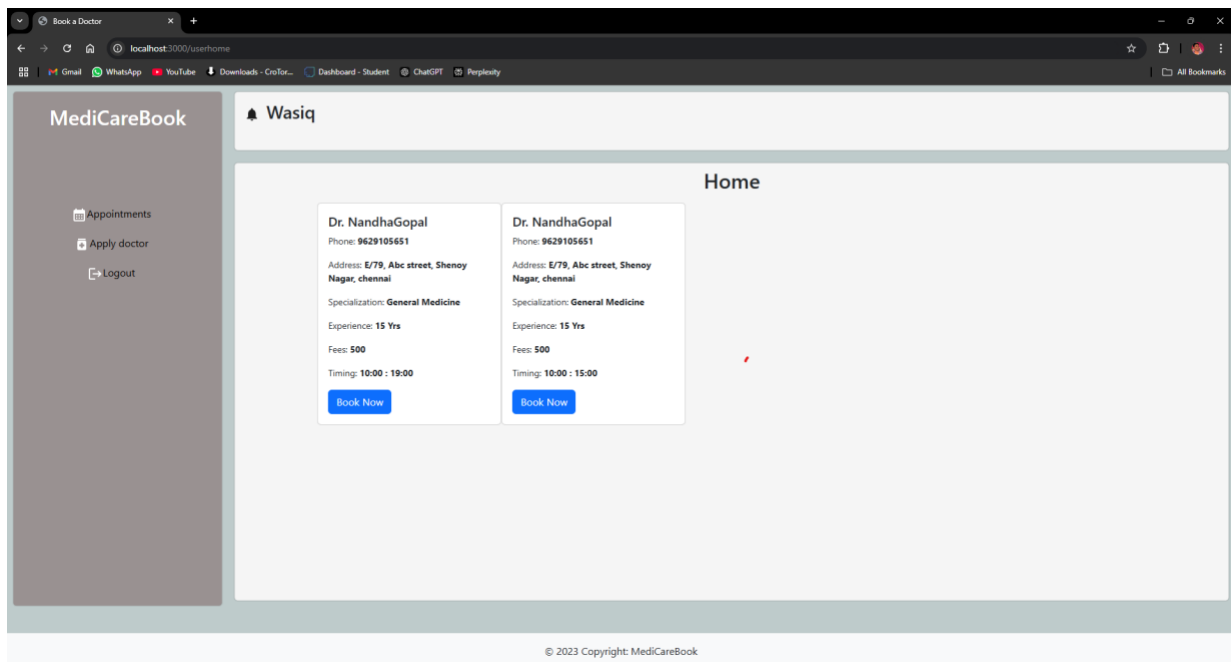 Book a Doctor
localhost:3000/userhome
Gmail WhatsApp YouTube Downloads - CroTor... Dashboard - Student ChatGPT Perplexity All Bookmarks
MediCareBook
Appointments
Apply doctor
Logout
Wasiq
Home
Dr. NandhaGopal
Phone: 9629105651
Address: E/79, Abc street, Shenoy
Nagar, chennai
Specialization: General Medicine
Experience: 15 Yrs
Fees: 500
Timing: 10:00 : 19:00
Book Now
Dr. NandhaGopal
Phone: 9629105651
Address: E/79, Abc street, Shenoy
Nagar, chennai
Specialization: General Medicine
Experience: 15 Yrs
Fees: 500
Timing: 10:00 : 15:00
Book Now
© 2023 Copyright: MediCareBook